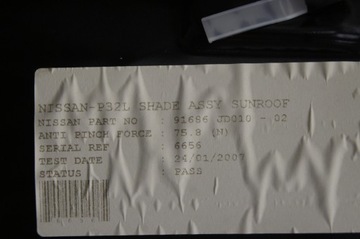 NISSAN-P32L SHADE ASSY SUNROOF
NISSAN PART NO : 91686 JD010 - 02
ANTI PINCH FORCE : 75.8 (N)
SERIAL REF : 6656
TEST DATE : 24/01/2007
STATUS : PASS